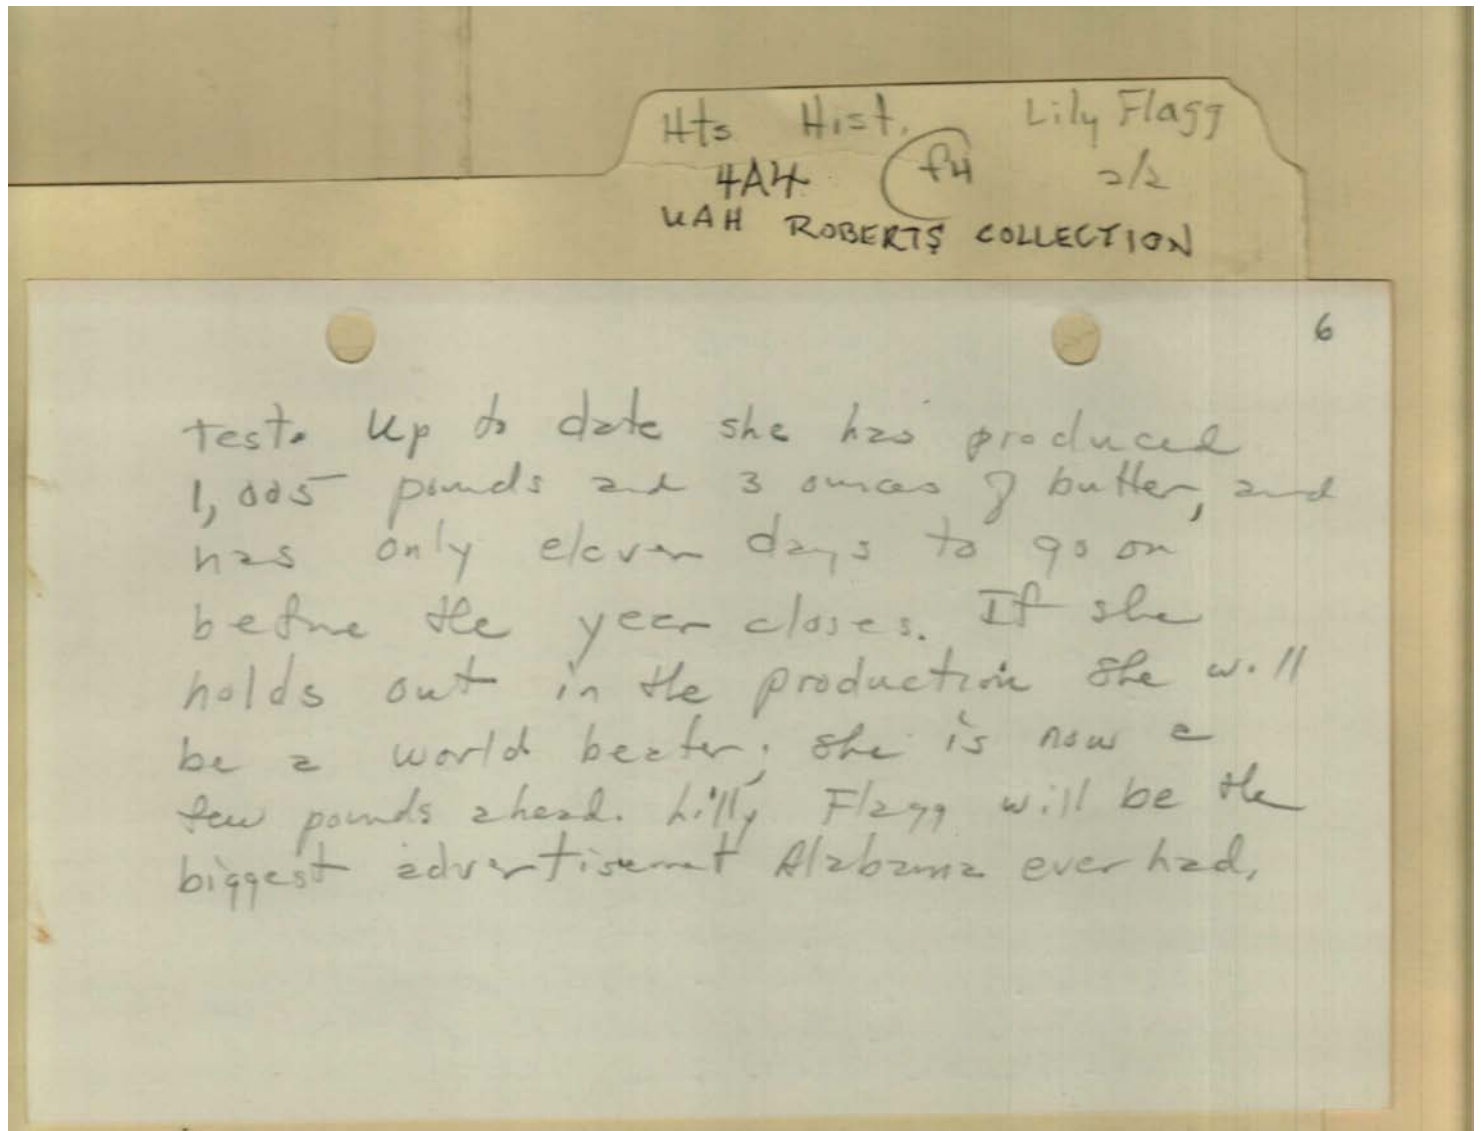 Hts Hist. Lily Flagg
4A4 f4 2/2
UAH ROBERTS COLLECTION
6
Test. Up to date she has produced
1,005 pounds and 3 ounces of butter, and
has only eleven days to go on
before the year closes. If she
holds out in the production she will
be a world beater; she is now a
few pounds ahead. Lilly Flagg will be the
biggest advertisement Alabama ever had.